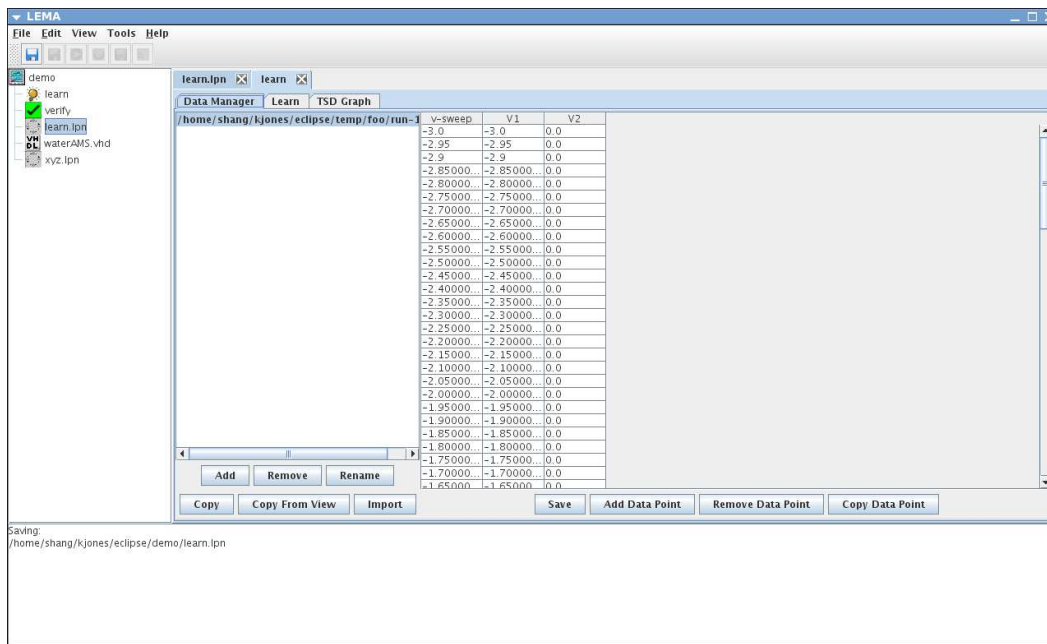 LEMA
File Edit View Tools Help
demo
learn
verify
learn.lpn
waterAMS.vhd
xyz.lpn
learn.lpn learn
Data Manager Learn TSD Graph
/home/shang/kjones/eclipse/temp/foo/run-1
v-sweep V1 V2
-3.0 -3.0 0.0
-2.95 -2.95 0.0
-2.9 -2.9 0.0
-2.85000... -2.85000... 0.0
-2.80000... -2.80000... 0.0
-2.75000... -2.75000... 0.0
-2.70000... -2.70000... 0.0
-2.65000... -2.65000... 0.0
-2.60000... -2.60000... 0.0
-2.55000... -2.55000... 0.0
-2.50000... -2.50000... 0.0
-2.45000... -2.45000... 0.0
-2.40000... -2.40000... 0.0
-2.35000... -2.35000... 0.0
-2.30000... -2.30000... 0.0
-2.25000... -2.25000... 0.0
-2.20000... -2.20000... 0.0
-2.15000... -2.15000... 0.0
-2.10000... -2.10000... 0.0
-2.05000... -2.05000... 0.0
-2.00000... -2.00000... 0.0
-1.95000... -1.95000... 0.0
-1.90000... -1.90000... 0.0
-1.85000... -1.85000... 0.0
-1.80000... -1.80000... 0.0
-1.75000... -1.75000... 0.0
-1.70000... -1.70000... 0.0
-1.65000... -1.65000... 0.0
Add Remove Rename
Copy Copy From View Import
Save Add Data Point Remove Data Point Copy Data Point
Saving:
/home/shang/kjones/eclipse/demo/learn.lpn